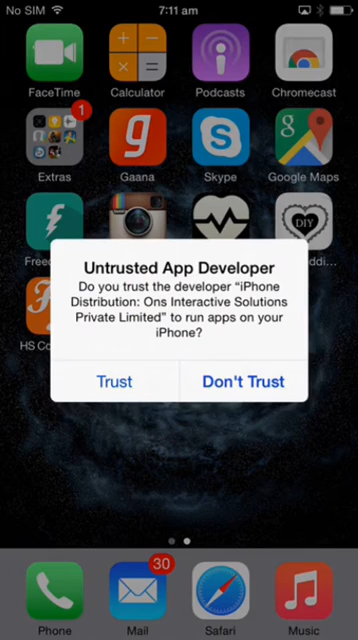 No SIM 7:11 am
FaceTime Calculator Podcasts Chromecast
1
Extras Gaana Skype Google Maps
DIY
Untrusted App Developer
Do you trust the developer “iPhone
Distribution: Ons Interactive Solutions
Private Limited” to run apps on your
iPhone?
HS
Trust Don't Trust
30
Phone Mail Safari Music